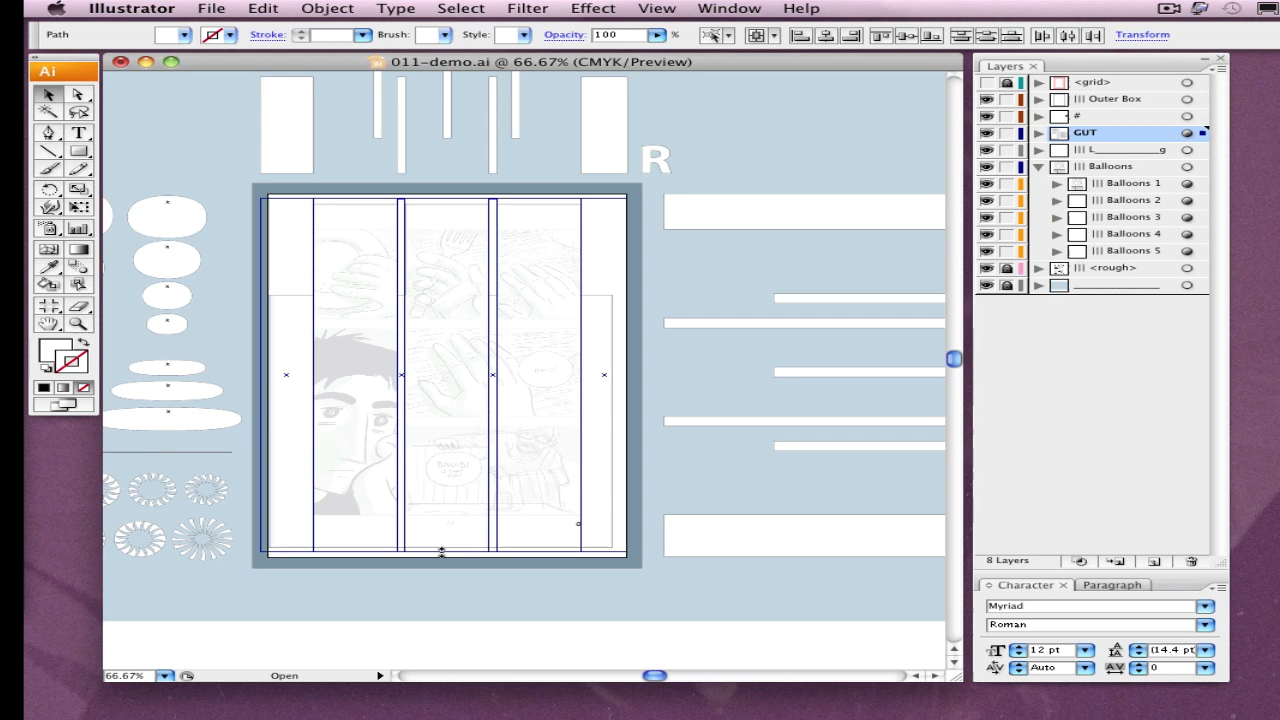 Illustrator File Edit Object Type Select Filter Effect View Window Help
Path Stroke: Brush: Style: Opacity: 100 % Transform
Ai
011-demo.ai @ 66.67% (CMYK/Preview)
R
Layers
<grid>
||| Outer Box
#
GUT
||| L__________g
||| Balloons
||| Balloons 1
||| Balloons 2
||| Balloons 3
||| Balloons 4
||| Balloons 5
||| <rough>
______________
8 Layers
Character Paragraph
Myriad
Roman
12 pt (14.4 pt
Auto 0
66.67% Open